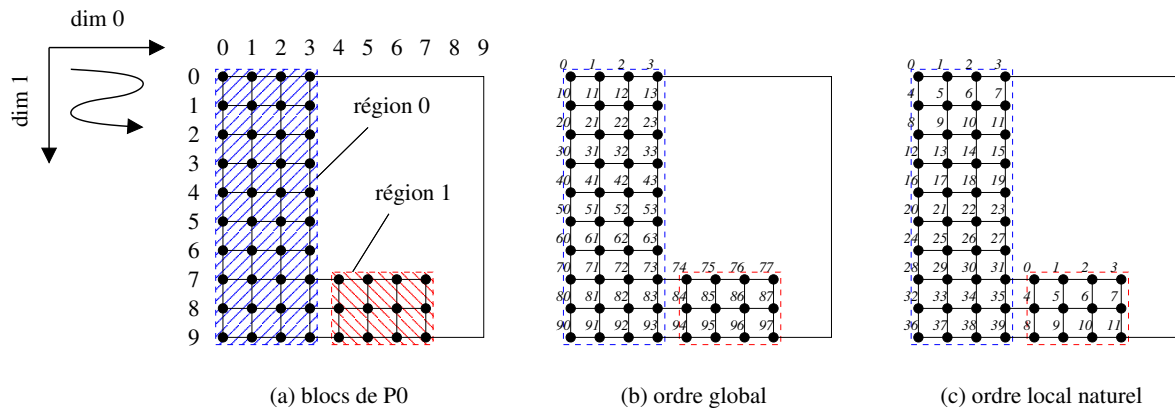 dim 0
dim 1
0 1 2 3 4 5 6 7 8 9
0
1
2
3
4
5
6
7
8
9
région 0
région 1
(a) blocs de P0
0 1 2 3
10 11 12 13
20 21 22 23
30 31 32 33
40 41 42 43
50 51 52 53
60 61 62 63
70 71 72 73 74 75 76 77
80 81 82 83 84 85 86 87
90 91 92 93 94 95 96 97
(b) ordre global
0 1 2 3
4 5 6 7
8 9 10 11
12 13 14 15
16 17 18 19
20 21 22 23
24 25 26 27
28 29 30 31 0 1 2 3
32 33 34 35 4 5 6 7
36 37 38 39 8 9 10 11
(c) ordre local naturel